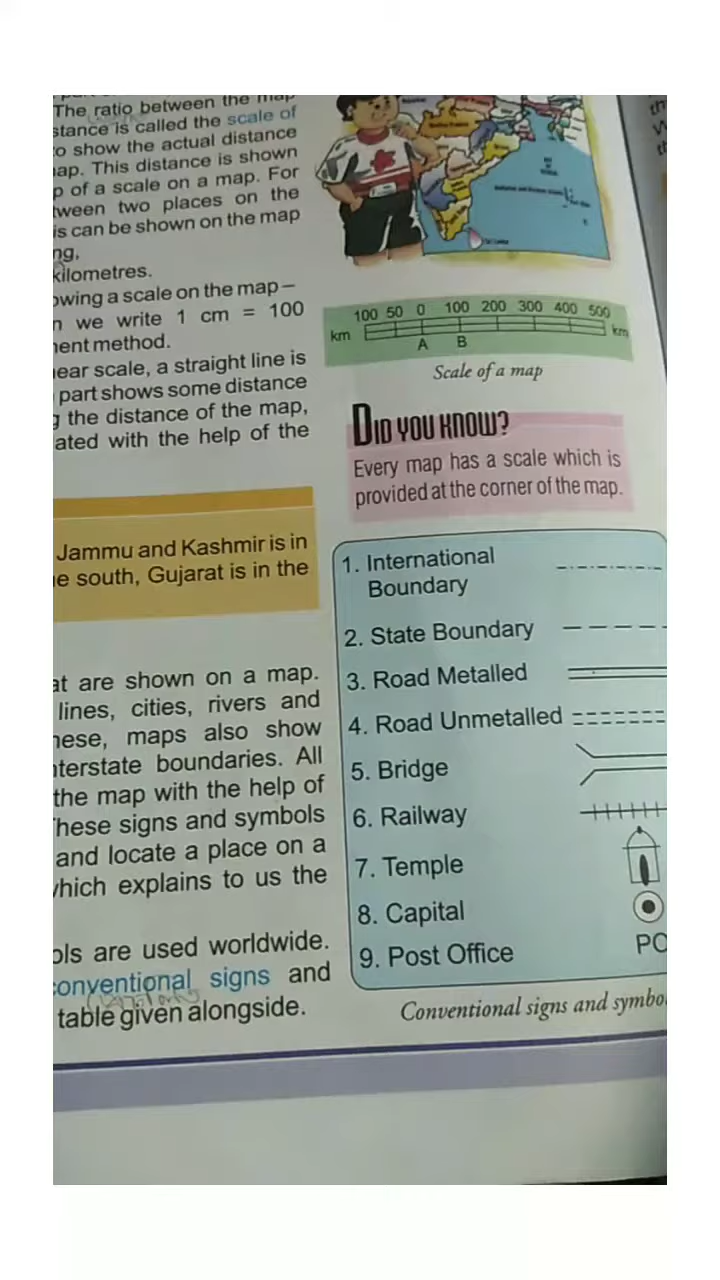 The ratio between the map
stance is called the scale of
o show the actual distance
ap. This distance is shown
p of a scale on a map. For
tween two places on the
is can be shown on the map
ng,
kilometres.
owing a scale on the map–
n we write 1 cm = 100
ent method.
ear scale, a straight line is
part shows some distance
g the distance of the map,
ated with the help of the
Jammu and Kashmir is in
e south, Gujarat is in the
at are shown on a map.
lines, cities, rivers and
hese, maps also show
nterstate boundaries. All
the map with the help of
These signs and symbols
and locate a place on a
which explains to us the
ols are used worldwide.
conventional signs and
table given alongside.
100 50 0 100 200 300 400 500
km km
A B
Scale of a map
DID YOU KNOW?
Every map has a scale which is
provided at the corner of the map.
1. International
Boundary
2. State Boundary
3. Road Metalled
4. Road Unmetalled
5. Bridge
6. Railway
7. Temple
8. Capital
9. Post Office PO
Conventional signs and symbo